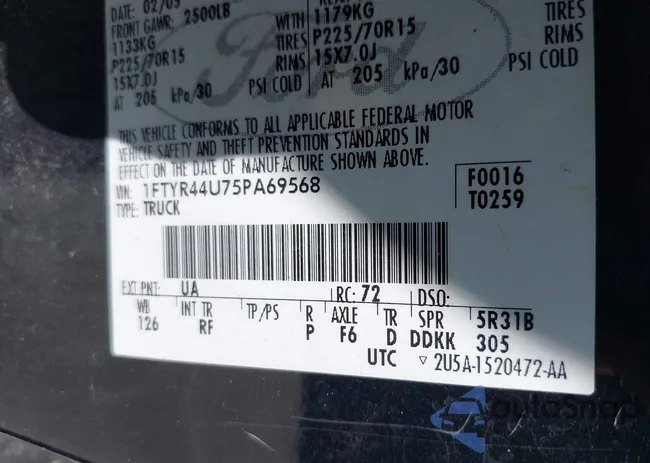 DATE: 02/05
FRONT GAWR: 2500LB
1133KG WITH 1179KG
P225/70R15 TIRES P225/70R15 TIRES
15X7.0J RIMS 15X7.0J RIMS
AT 205 kPa/30 PSI COLD AT 205 kPa/30 PSI COLD
Ford
THIS VEHICLE CONFORMS TO ALL APPLICABLE FEDERAL MOTOR
VEHICLE SAFETY AND THEFT PREVENTION STANDARDS IN
EFFECT ON THE DATE OF MANUFACTURE SHOWN ABOVE.
VIN: 1FTYR44U75PA69568 F0016
TYPE: TRUCK T0259
EXT PNT: UA RC: 72 DSO:
WB INT TR TP/PS R AXLE TR SPR 5R31B
126 RF P F6 D DDKK 305
UTC ▽ 2U5A-1520472-AA
autoSnap